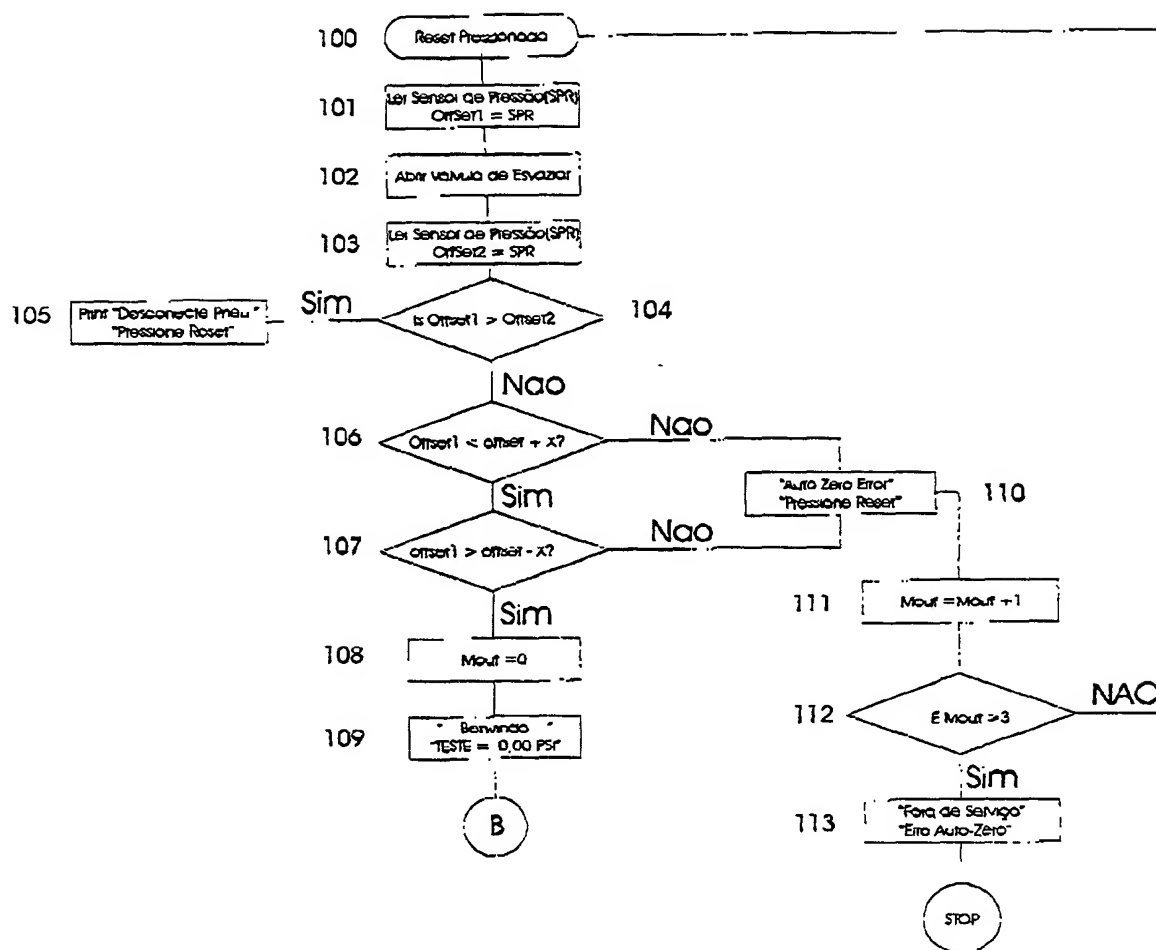 100
Reset Pressionada
101
Ler Sensor de Pressão(SPR)
OffSet1 = SPR
102
Abrir Valvula de Esvaziar
103
Ler Sensor de Pressão(SPR)
OffSet2 = SPR
105
Print "Desconecte Pneu "
"Pressione Reset"
Sim
Is Offset1 > Offset2
104
Nao
106
Offset1 < offset + X?
Nao
Sim
"Auto Zero Error"
"Pressione Reset"
110
107
offset1 > offset - X?
Nao
Sim
111
Mout =Mout +1
108
Mout =0
112
E Mout >3
NAO
109
" Benvindo "
"TESTE = 0,00 PSI"
Sim
B
113
"Fora de Serviço"
"Erro Auto-Zero"
STOP